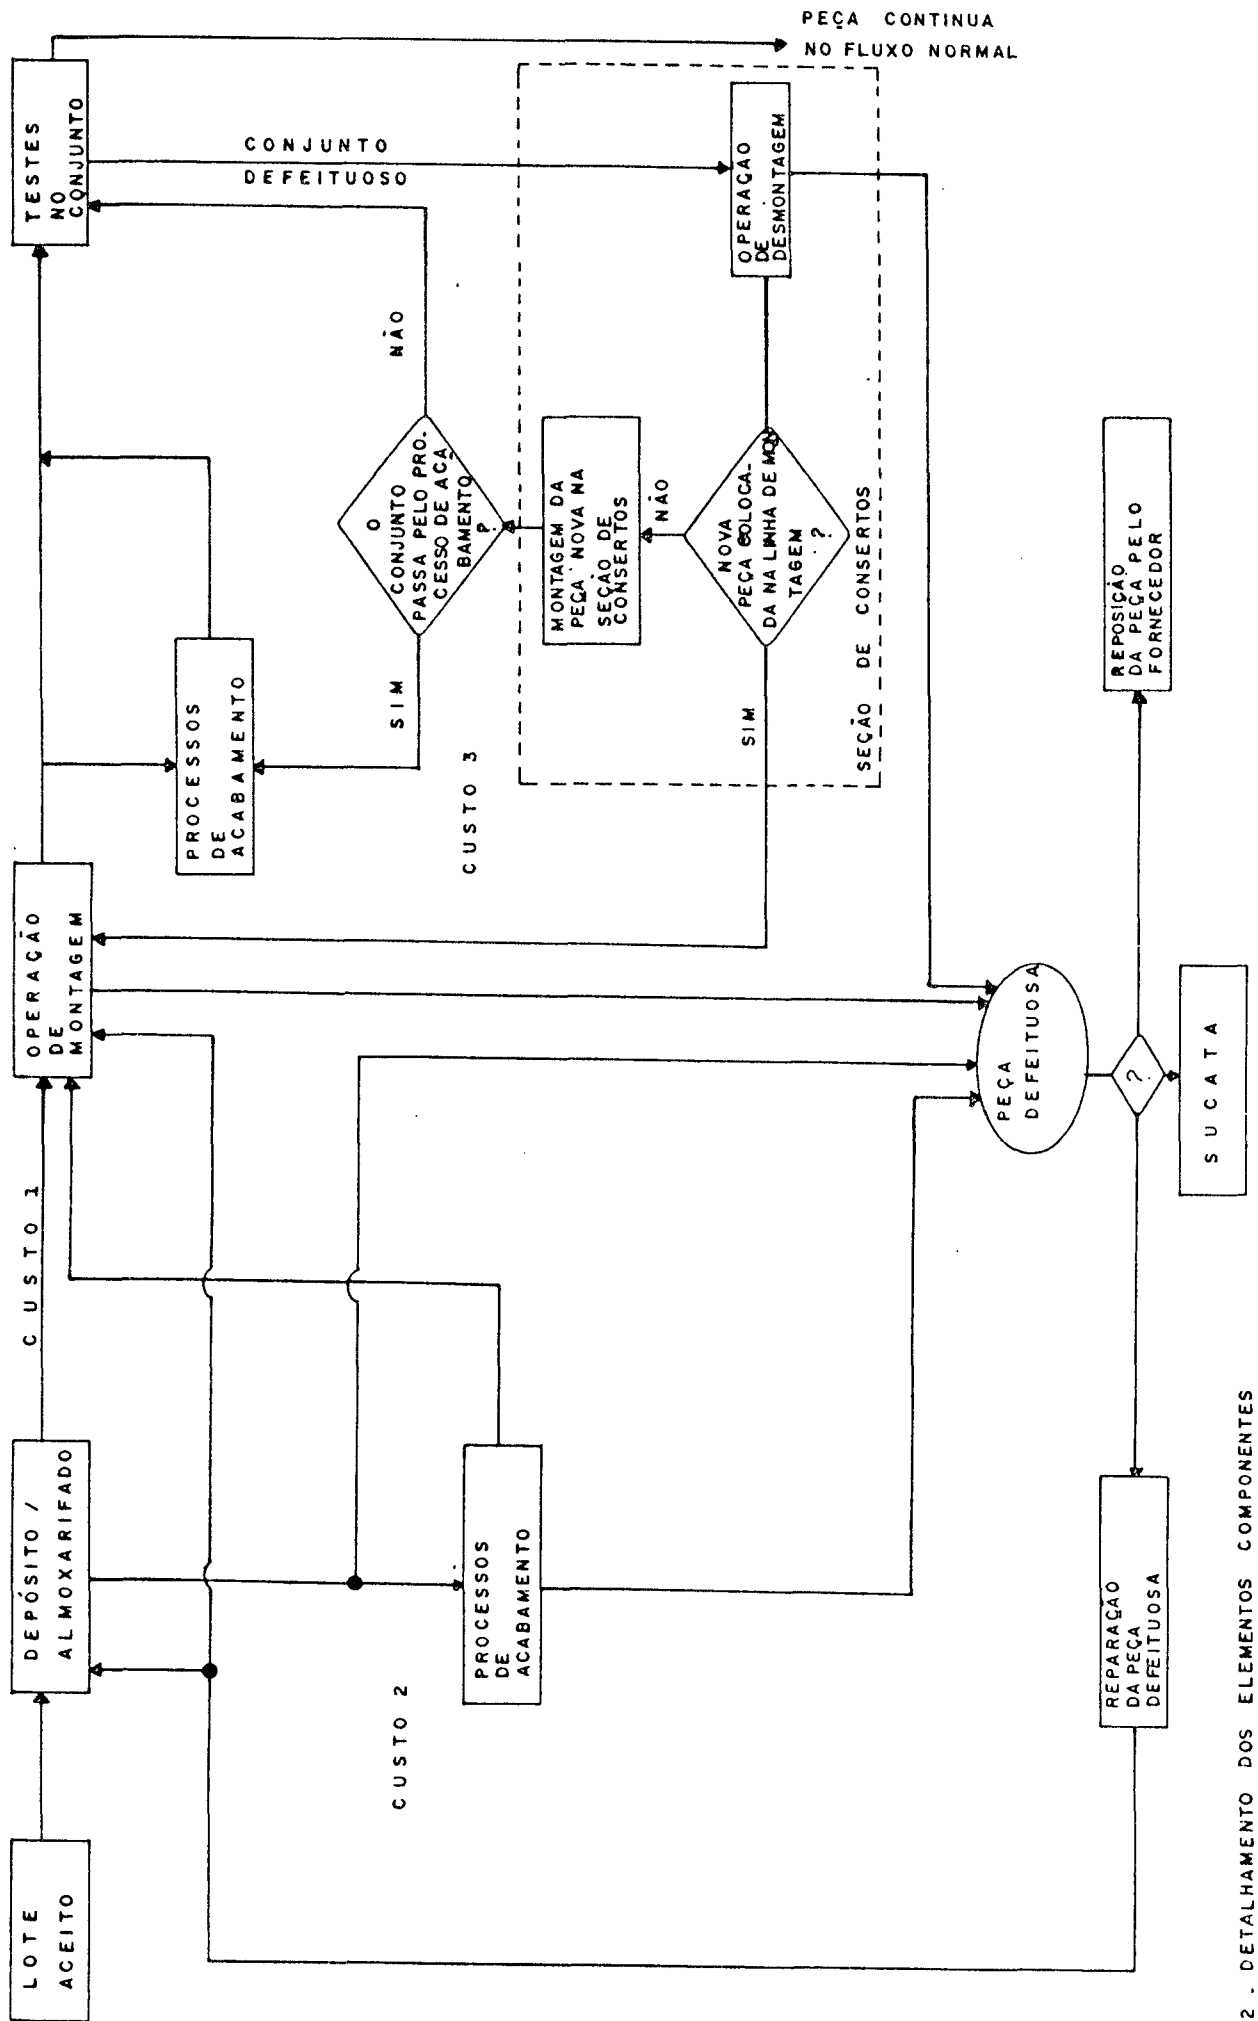 LOTE
ACEITO
DEPÓSITO /
ALMOXARIFADO
CUSTO 1
OPERAÇÃO
DE
MONTAGEM
TESTES
NO
CONJUNTO
PROCESSOS
DE
ACABAMENTO
CONJUNTO
DEFEITUOSO
PEÇA CONTINUA
NO FLUXO NORMAL
NÃO
SIM
O
CONJUNTO
PASSA PELO PRO-
CESSO DE ACA
BAMENTO
?
CUSTO 3
MONTAGEM DA
PEÇA NOVA NA
SEÇÃO DE
CONSERTOS
NÃO
OPERAÇÃO
DE
DESMONTAGEM
NOVA
PEÇA COLOCA-
DA NA LINHA DE MON
TAGEM
?
SIM
SEÇÃO DE CONSERTOS
CUSTO 2
PROCESSOS
DE
ACABAMENTO
PEÇA
DEFEITUOSA
?
REPARAÇÃO
DA PEÇA
DEFEITUOSA
SUCATA
REPOSIÇÃO
DA PEÇA PELO
FORNECEDOR
2 - DETALHAMENTO DOS ELEMENTOS COMPONENTES